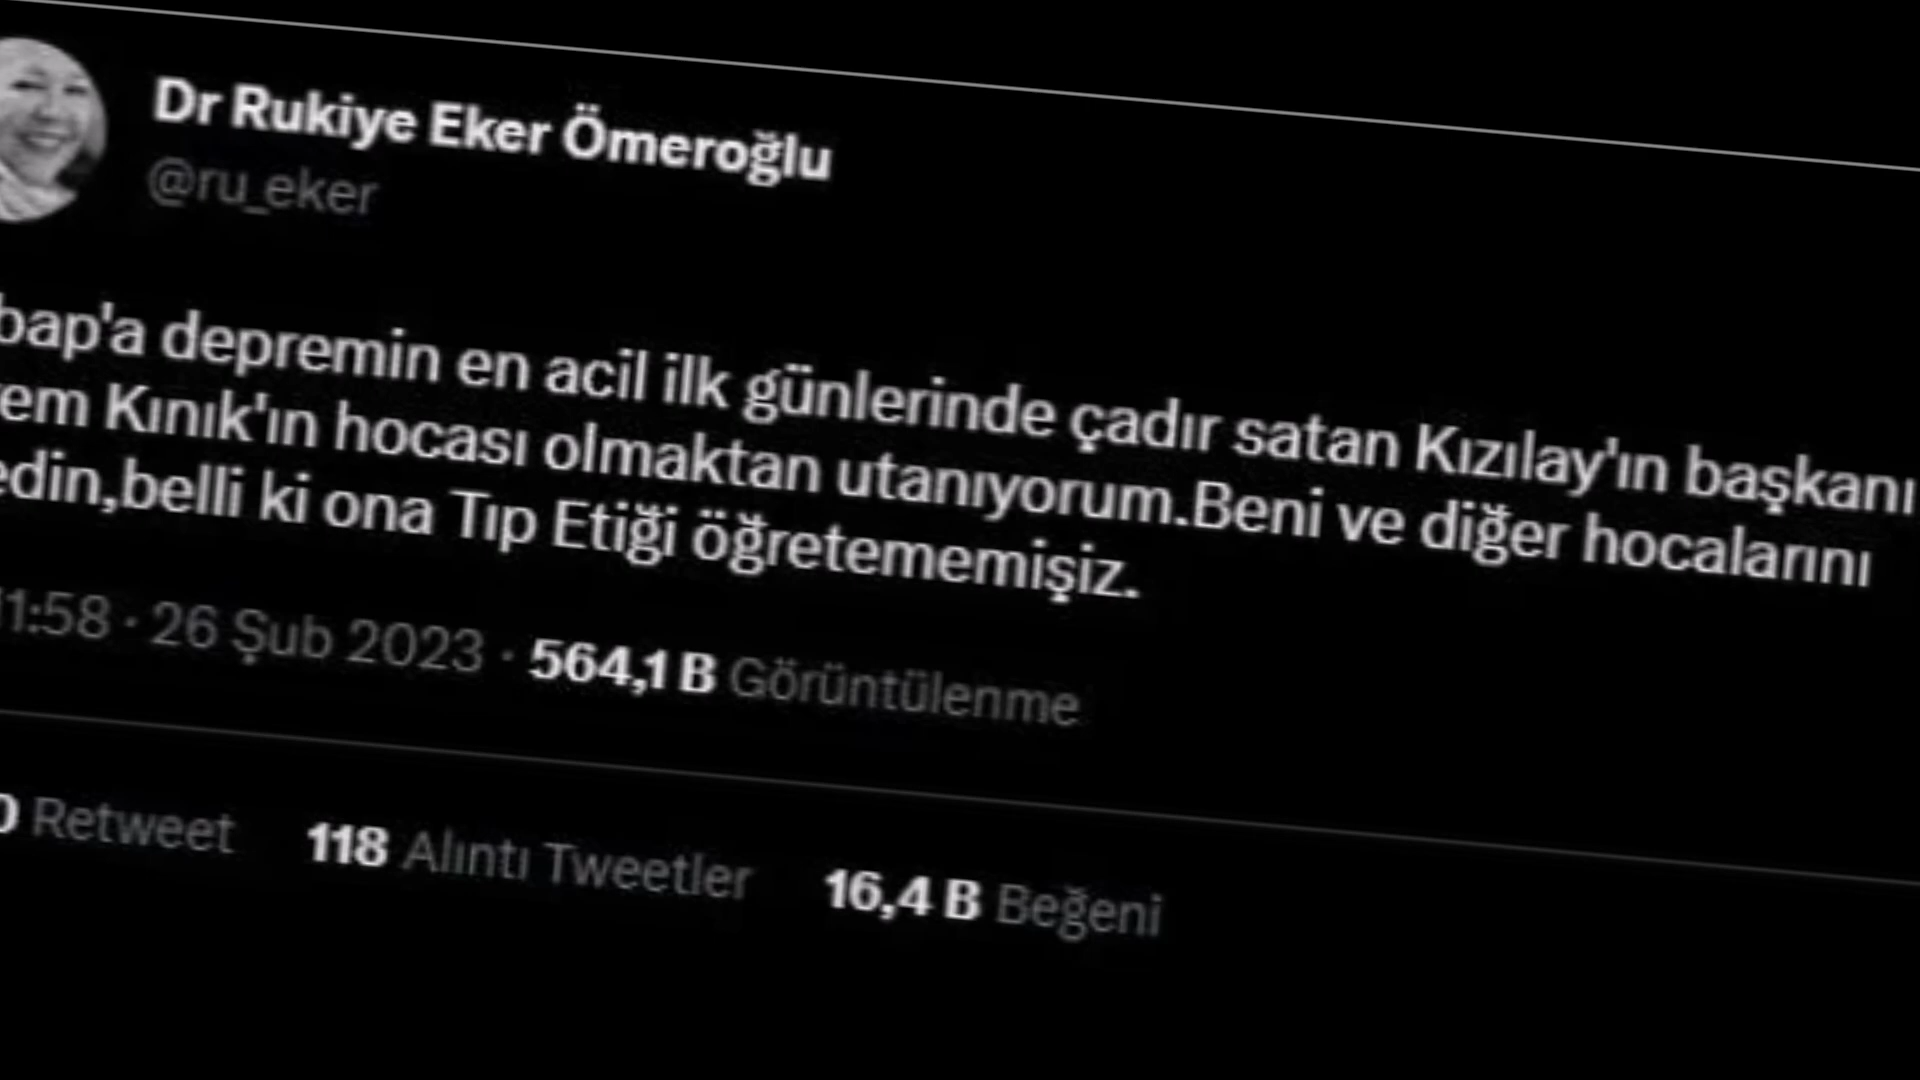 Dr Rukiye Eker Ömeroğlu
@ru_eker
bap'a depremin en acil ilk günlerinde çadır satan Kızılay'ın başkanı
em Kınık'ın hocası olmaktan utanıyorum.Beni ve diğer hocalarını
edin,belli ki ona Tıp Etiği öğretememişiz.
11:58 · 26 Şub 2023 · 564,1 B Görüntülenme
0 Retweet 118 Alıntı Tweetler 16,4 B Beğeni